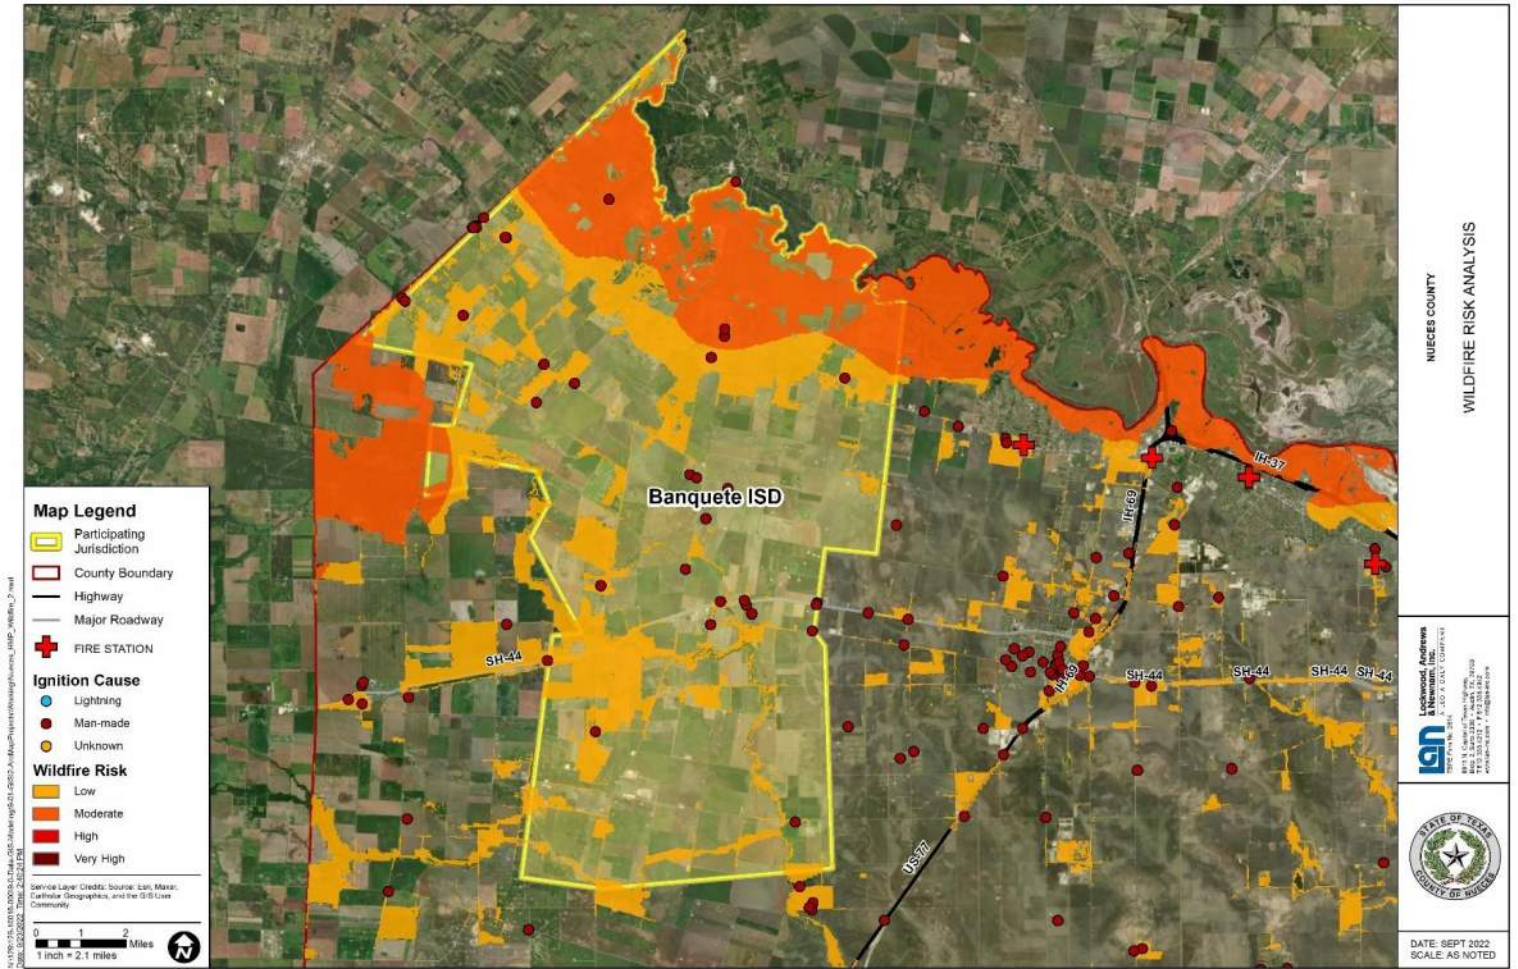 Banquete ISD
IH-37
IH-69
SH-44
IH-69
SH-44
SH-44
SH-44
SH-44
US-77
Map Legend
Participating
Jurisdiction
County Boundary
Highway
Major Roadway
FIRE STATION
Ignition Cause
Lightning
Man-made
Unknown
Wildfire Risk
Low
Moderate
High
Very High
Service Layer Credits: Source: Esri, Maxar,
Earthstar Geographics, and the GIS User
Community
0 1 2
Miles
1 inch = 2.1 miles
N
NUECES COUNTY
WILDFIRE RISK ANALYSIS
lan
Lockwood, Andrews
& Newnam, Inc.
A LEO A DALY COMPANY
STATE OF TEXAS
COUNTY OF NUECES
DATE: SEPT 2022
SCALE: AS NOTED